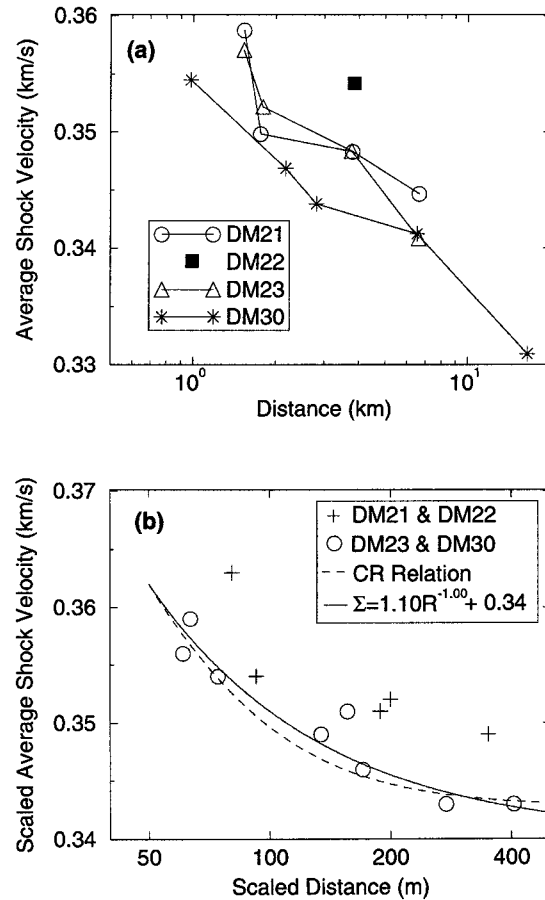 0.36
(a)
0.35
0.34
0.33
Average Shock Velocity (km/s)
DM21
DM22
DM23
DM30
10⁰
10¹
Distance (km)
0.37
(b)
0.36
0.35
0.34
Scaled Average Shock Velocity (km/s)
DM21 & DM22
DM23 & DM30
CR Relation
Σ=1.10R⁻¹·⁰⁰+ 0.34
50
100
200
400
Scaled Distance (m)